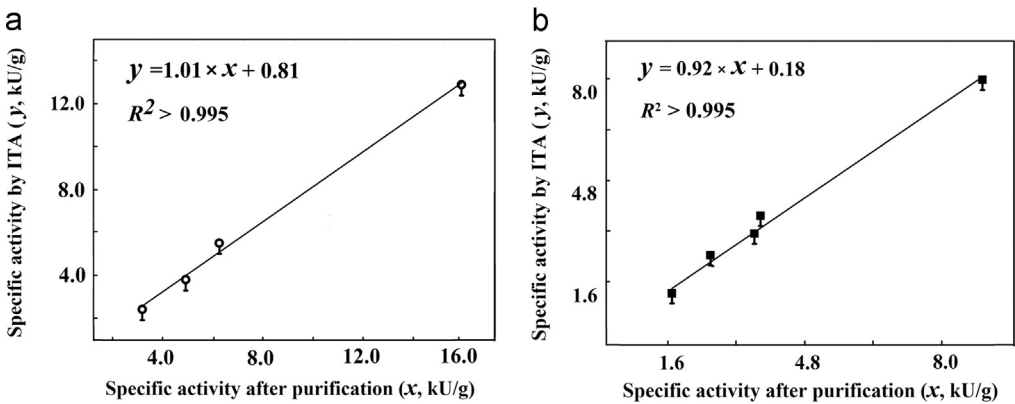 a
y =1.01 × x + 0.81
R2 > 0.995
12.0
8.0
4.0
4.0 8.0 12.0 16.0
Specific activity by ITA ( y, kU/g)
Specific activity after purification (x, kU/g)
b
y = 0.92 × x + 0.18
R² > 0.995
8.0
4.8
1.6
1.6 4.8 8.0
Specific activity by ITA ( y, kU/g)
Specific activity after purification (x, kU/g)